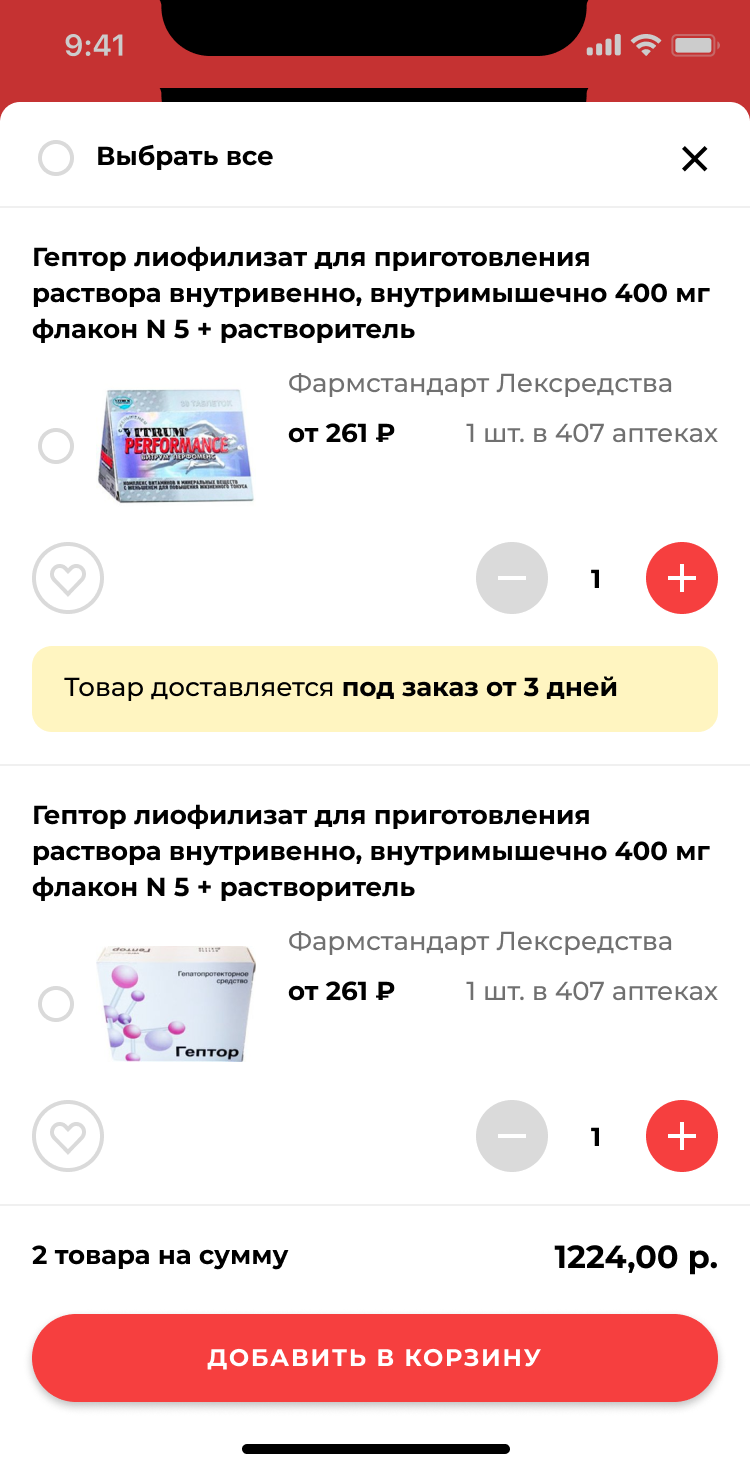 9:41
Выбрать все
Гептор лиофилизат для приготовления
раствора внутривенно, внутримышечно 400 мг
флакон N 5 + растворитель
Фармстандарт Лексредства
от 261 ₽
1 шт. в 407 аптеках
VITRUM
PERFORMANCE
1
Товар доставляется под заказ от 3 дней
Гептор лиофилизат для приготовления
раствора внутривенно, внутримышечно 400 мг
флакон N 5 + растворитель
Фармстандарт Лексредства
от 261 ₽
1 шт. в 407 аптеках
Гепатопротекторное
средство
Гептор
1
2 товара на сумму
1224,00 р.
ДОБАВИТЬ В КОРЗИНУ